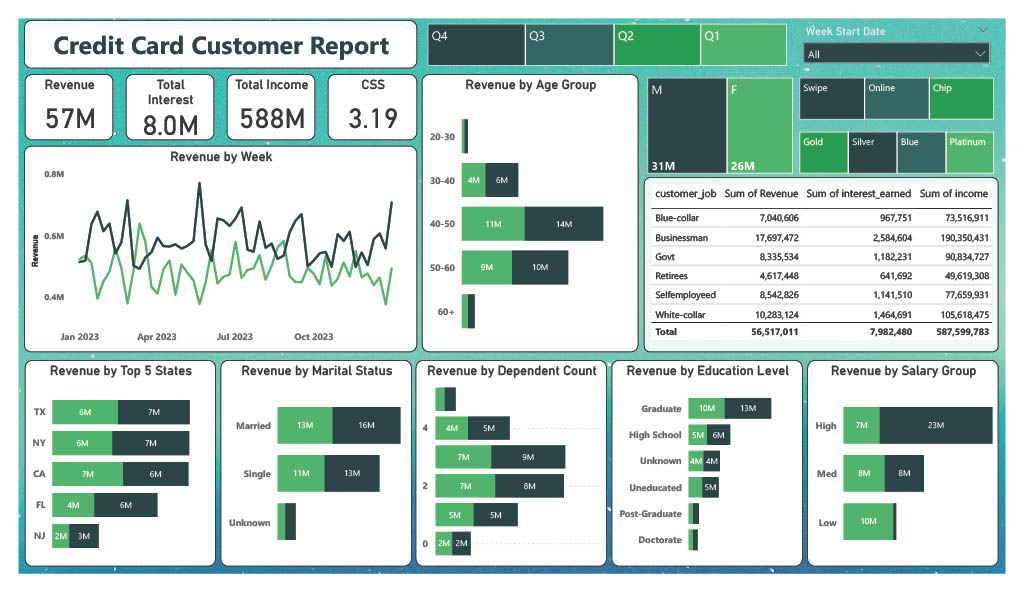 Credit Card Customer Report
Q4
Q3
Q2
Q1
Week Start Date
All
Revenue
57M
Total
Interest
8.0M
Total Income
588M
CSS
3.19
Revenue by Age Group
20-30
30-40
4M
6M
40-50
11M
14M
50-60
9M
10M
60+
M
31M
F
26M
Swipe
Online
Chip
Gold
Silver
Blue
Platinum
Revenue by Week
Revenue
0.8M
0.6M
0.4M
Jan 2023
Apr 2023
Jul 2023
Oct 2023
customer_job Sum of Revenue Sum of interest_earned Sum of income
Blue-collar 7,040,606 967,751 73,516,911
Businessman 17,697,472 2,584,604 190,350,431
Govt 8,335,534 1,182,231 90,834,727
Retirees 4,617,448 641,692 49,619,308
Selfemployeed 8,542,826 1,141,510 77,659,931
White-collar 10,283,124 1,464,691 105,618,475
Total 56,517,011 7,982,480 587,599,783
Revenue by Top 5 States
TX 6M 7M
NY 6M 7M
CA 7M 6M
FL 4M 6M
NJ 2M 3M
Revenue by Marital Status
Married 13M 16M
Single 11M 13M
Unknown
Revenue by Dependent Count
4 4M 5M
7M 9M
2 7M 8M
5M 5M
0 2M 2M
Revenue by Education Level
Graduate 10M 13M
High School 5M 6M
Unknown 4M 4M
Uneducated 5M
Post-Graduate
Doctorate
Revenue by Salary Group
High 7M 23M
Med 8M 8M
Low 10M